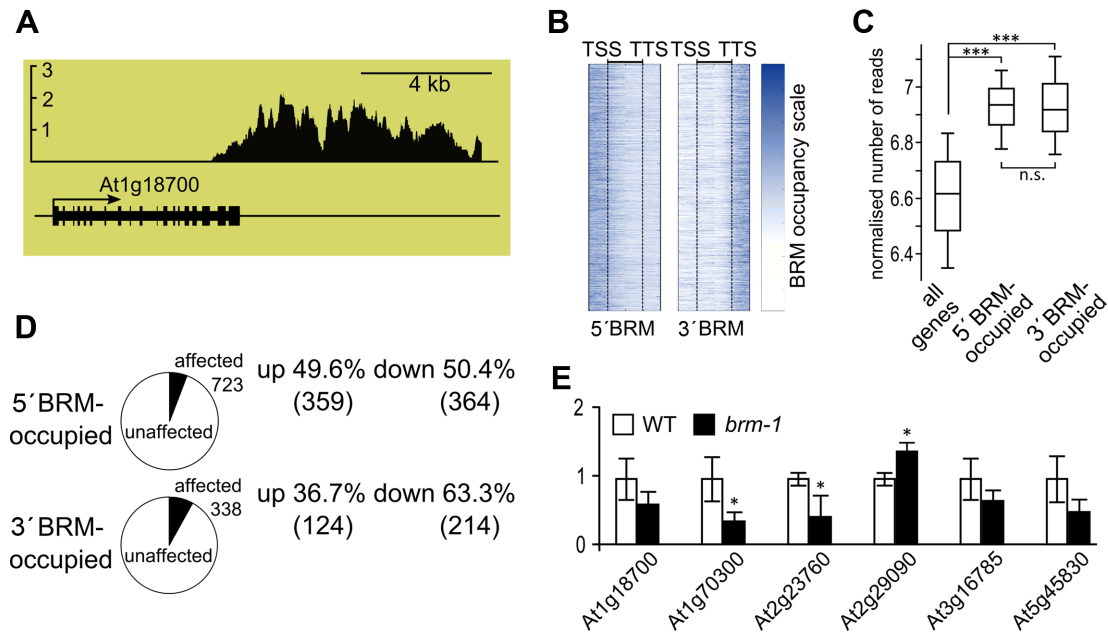 A
3
2
1
4 kb
At1g18700
B
TSS TTS TSS TTS
BRM occupancy scale
5´BRM 3´BRM
C
normalised number of reads
7
6.8
6.6
6.4
***
***
n.s.
all genes
5´ BRM-occupied
3´ BRM-occupied
D
5´BRM-
occupied
affected
723
unaffected
up 49.6% down 50.4%
(359) (364)
3´BRM-
occupied
affected
338
unaffected
up 36.7% down 63.3%
(124) (214)
E
2
1
0
WT brm-1
*
*
*
At1g18700
At1g70300
At2g23760
At2g29090
At3g16785
At5g45830